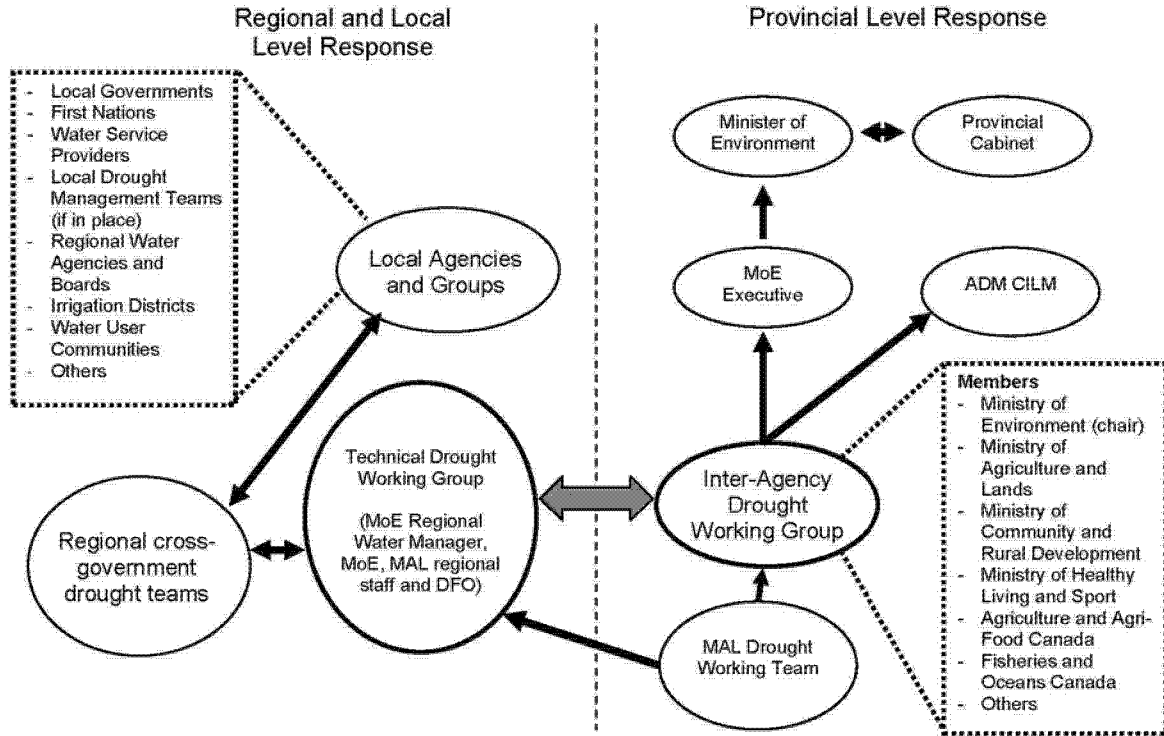 Regional and Local
Level Response
Provincial Level Response
- Local Governments
- First Nations
- Water Service
Providers
- Local Drought
Management Teams
(if in place)
- Regional Water
Agencies and
Boards
- Irrigation Districts
- Water User
Communities
- Others
Local Agencies
and Groups
Regional cross-
government
drought teams
Technical Drought
Working Group
(MoE Regional
Water Manager,
MoE, MAL regional
staff and DFO)
Minister of
Environment
Provincial
Cabinet
MoE
Executive
ADM CILM
Inter-Agency
Drought
Working Group
MAL Drought
Working Team
Members
- Ministry of
Environment (chair)
- Ministry of
Agriculture and
Lands
- Ministry of
Community and
Rural Development
- Ministry of Healthy
Living and Sport
- Agriculture and Agri-
Food Canada
- Fisheries and
Oceans Canada
- Others